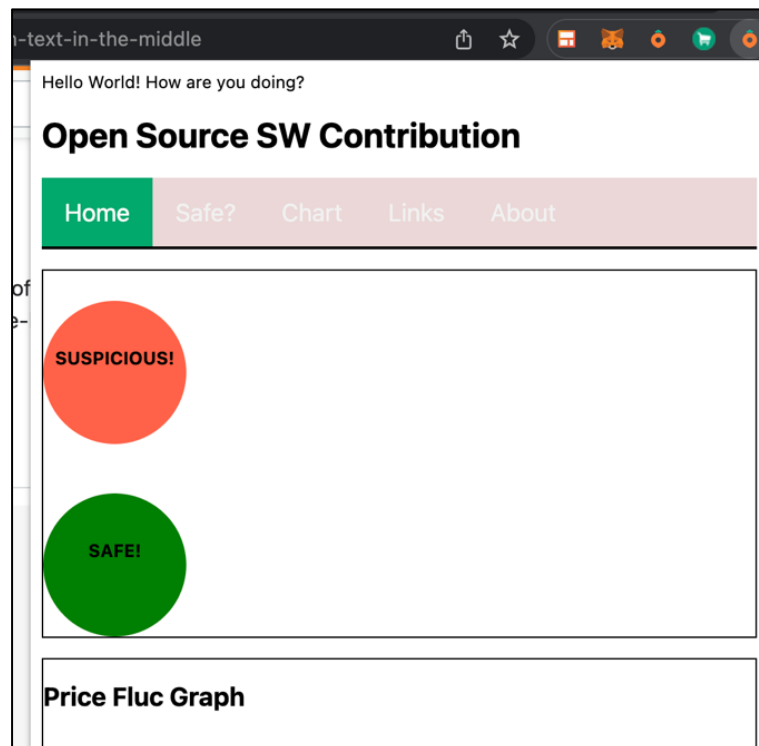 n-text-in-the-middle
Hello World! How are you doing?
Open Source SW Contribution
Home Safe? Chart Links About
of
e-
SUSPICIOUS!
SAFE!
Price Fluc Graph